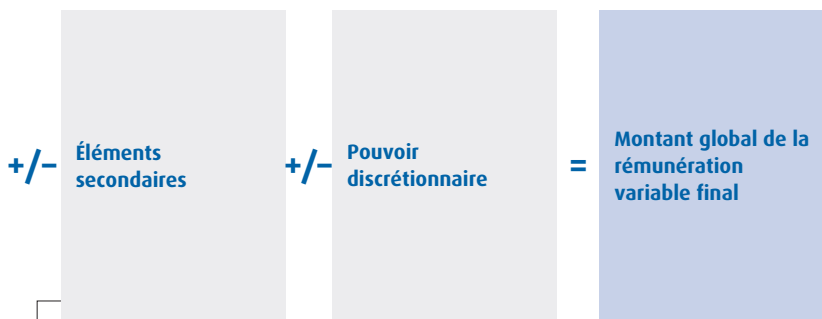 +/–
Éléments
secondaires
+/–
Pouvoir
discrétionnaire
=
Montant global de la
rémunération
variable final